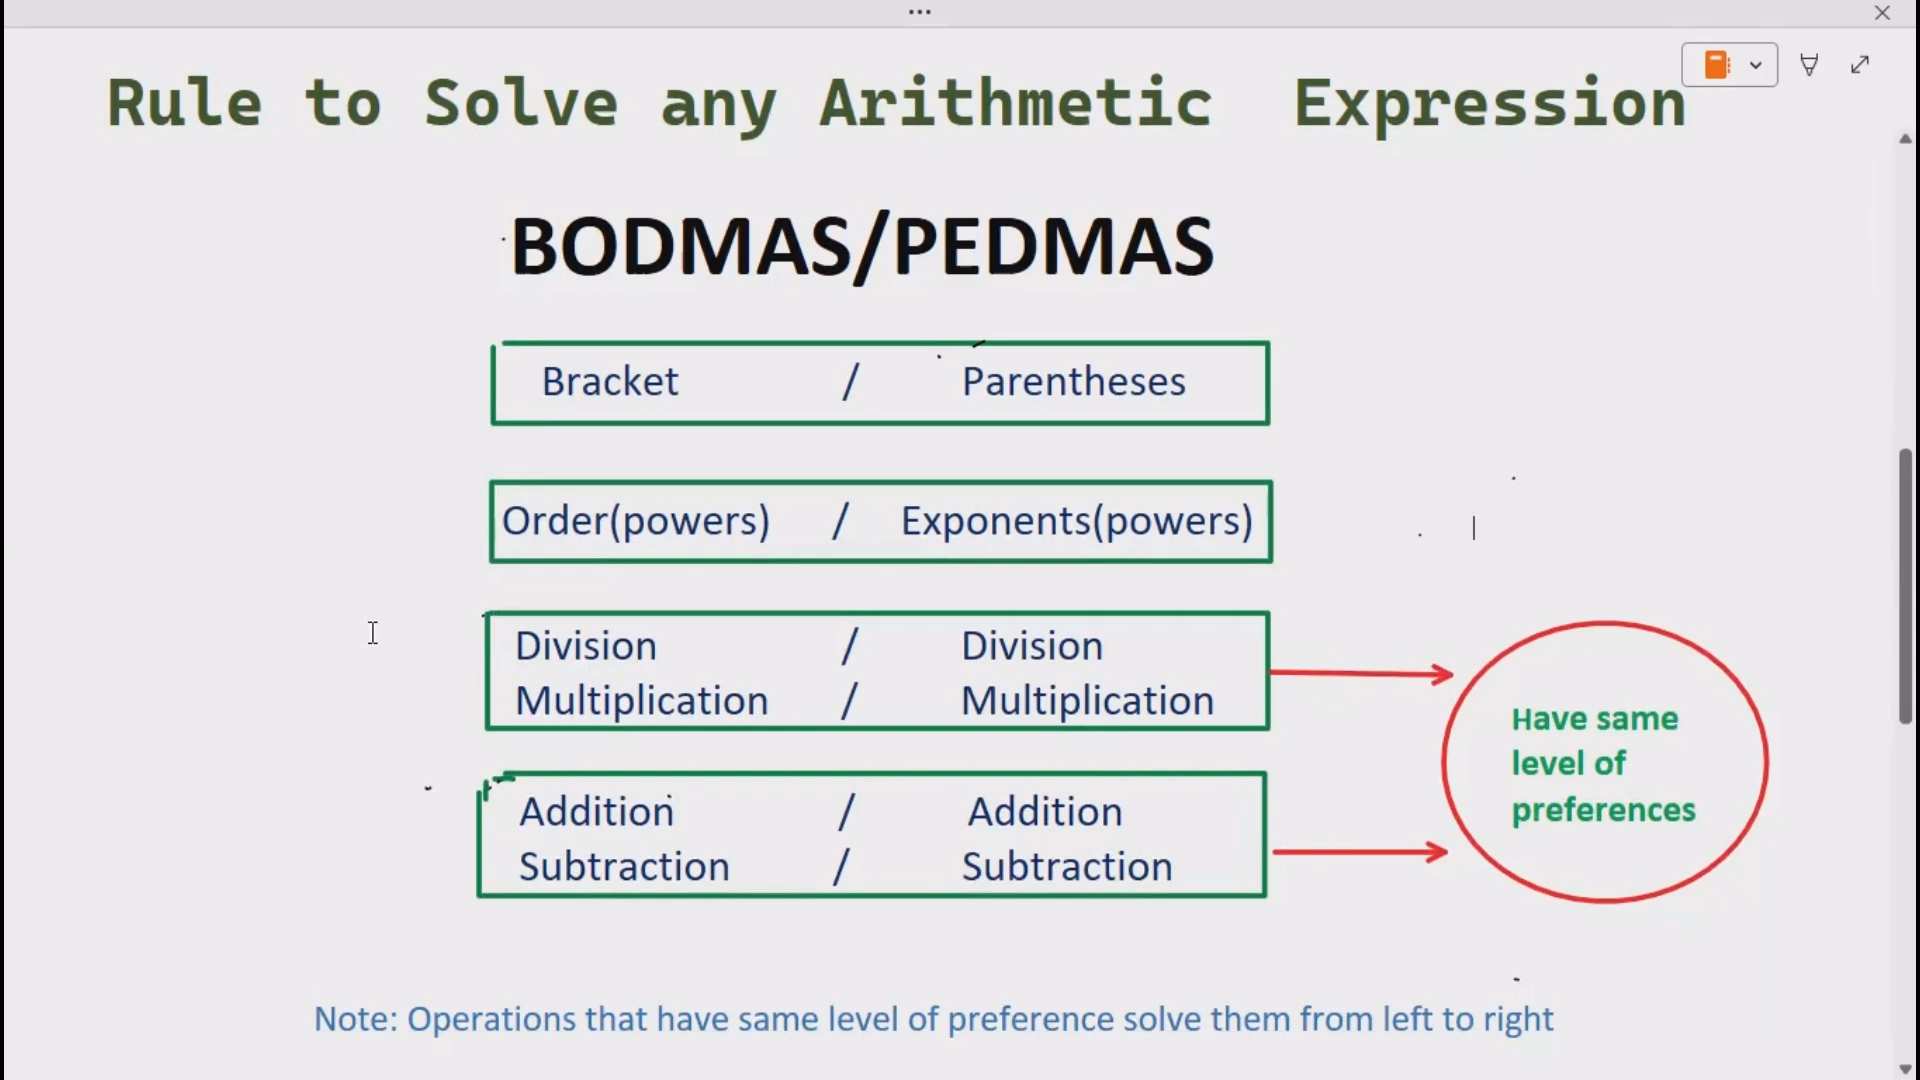 Rule to Solve any Arithmetic Expression
BODMAS/PEDMAS
Bracket / Parentheses
Order(powers) / Exponents(powers)
Division / Division
Multiplication / Multiplication
Have same
level of
preferences
Addition / Addition
Subtraction / Subtraction
Note: Operations that have same level of preference solve them from left to right